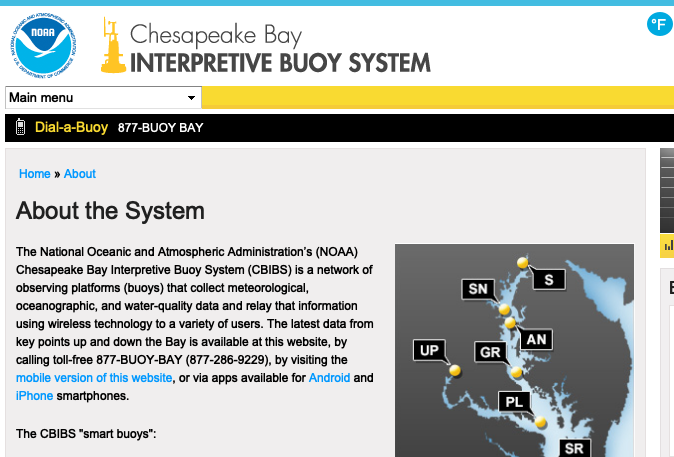 NATIONAL OCEANIC AND ATMOSPHERIC ADMINISTRATION
NOAA
U.S. DEPARTMENT OF COMMERCE
Chesapeake Bay
INTERPRETIVE BUOY SYSTEM
°F
Main menu
Dial-a-Buoy 877-BUOY BAY
Home » About
About the System
The National Oceanic and Atmospheric Administration's (NOAA)
Chesapeake Bay Interpretive Buoy System (CBIBS) is a network of
observing platforms (buoys) that collect meteorological,
oceanographic, and water-quality data and relay that information
using wireless technology to a variety of users. The latest data from
key points up and down the Bay is available at this website, by
calling toll-free 877-BUOY-BAY (877-286-9229), by visiting the
mobile version of this website, or via apps available for Android and
iPhone smartphones.
The CBIBS "smart buoys":
S
SN
AN
UP
GR
PL
SR